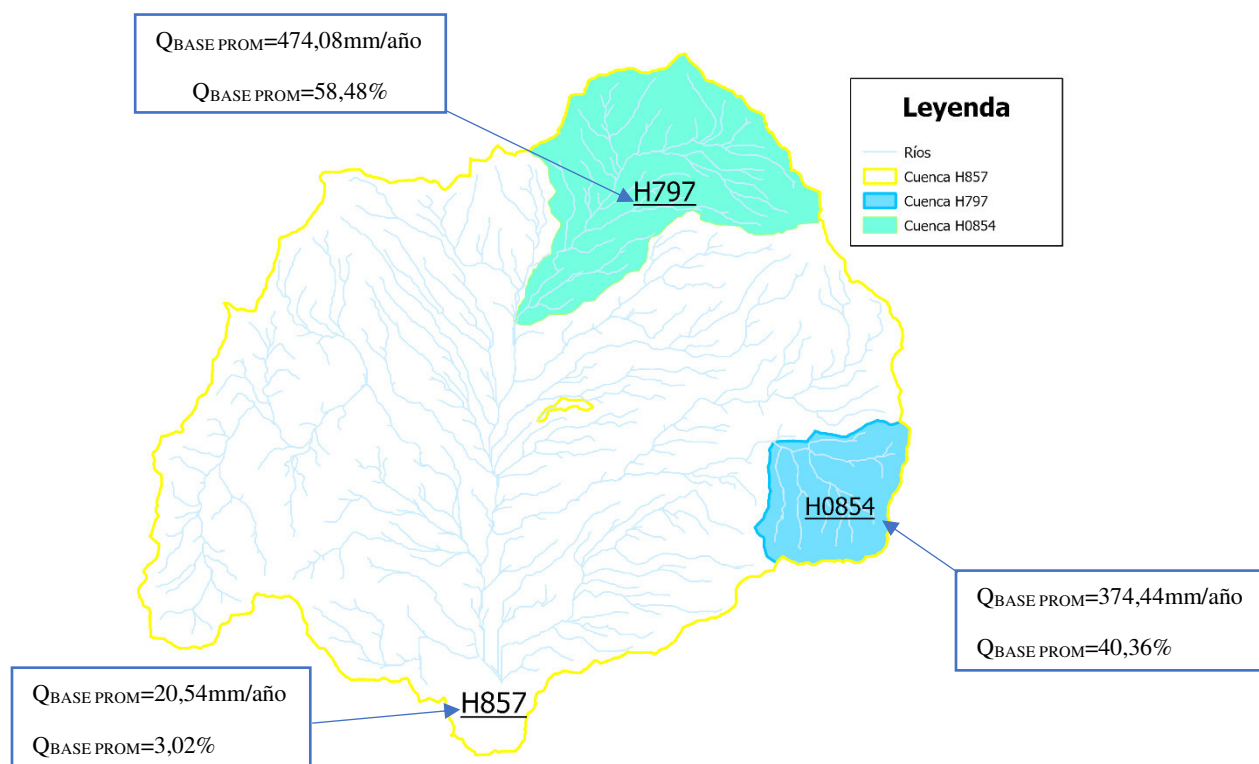 QBASE PROM=474,08mm/año
QBASE PROM=58,48%
Leyenda
Ríos
Cuenca H857
Cuenca H797
Cuenca H0854
H797
H0854
QBASE PROM=374,44mm/año
QBASE PROM=40,36%
QBASE PROM=20,54mm/año
QBASE PROM=3,02%
H857